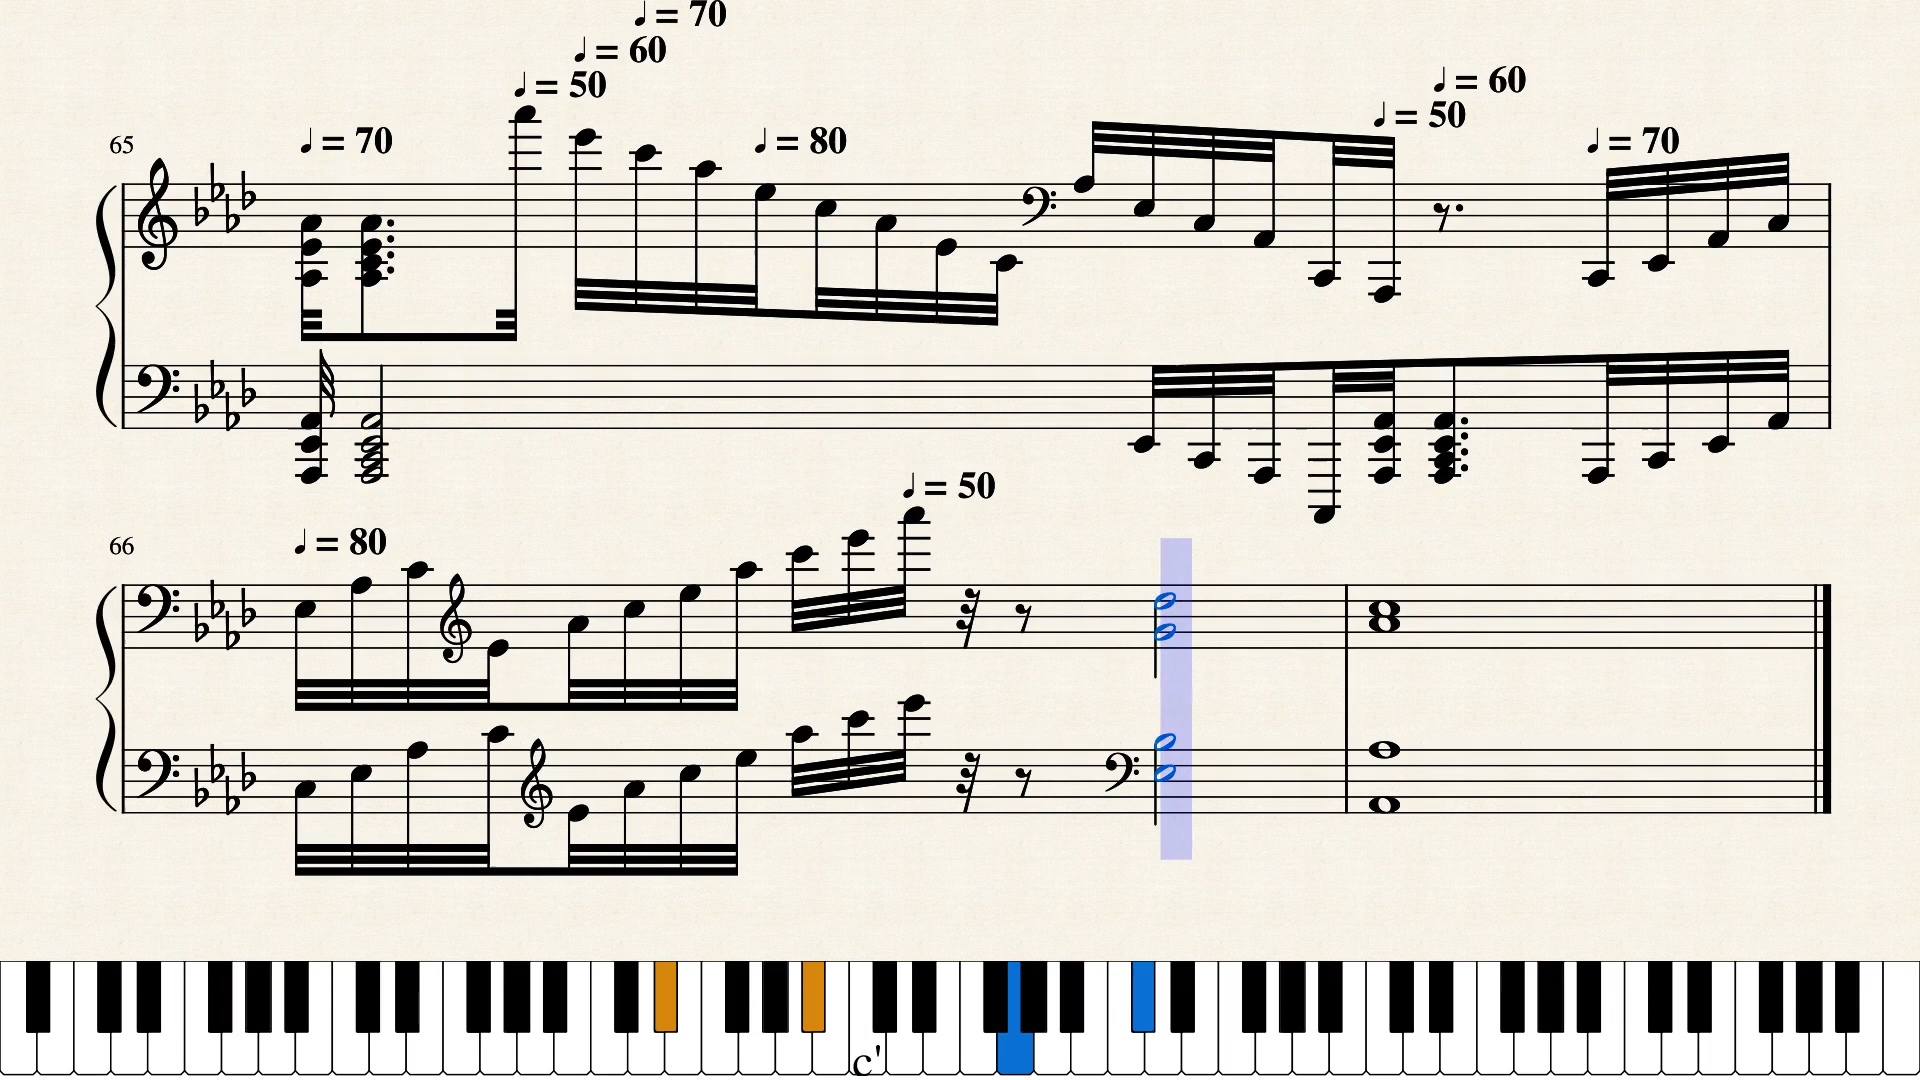 ♩= 70
♩= 60
♩= 50
65 ♩= 70 ♩= 80 ♩= 50 ♩= 60 ♩= 70
♩= 50
66 ♩= 80
c'